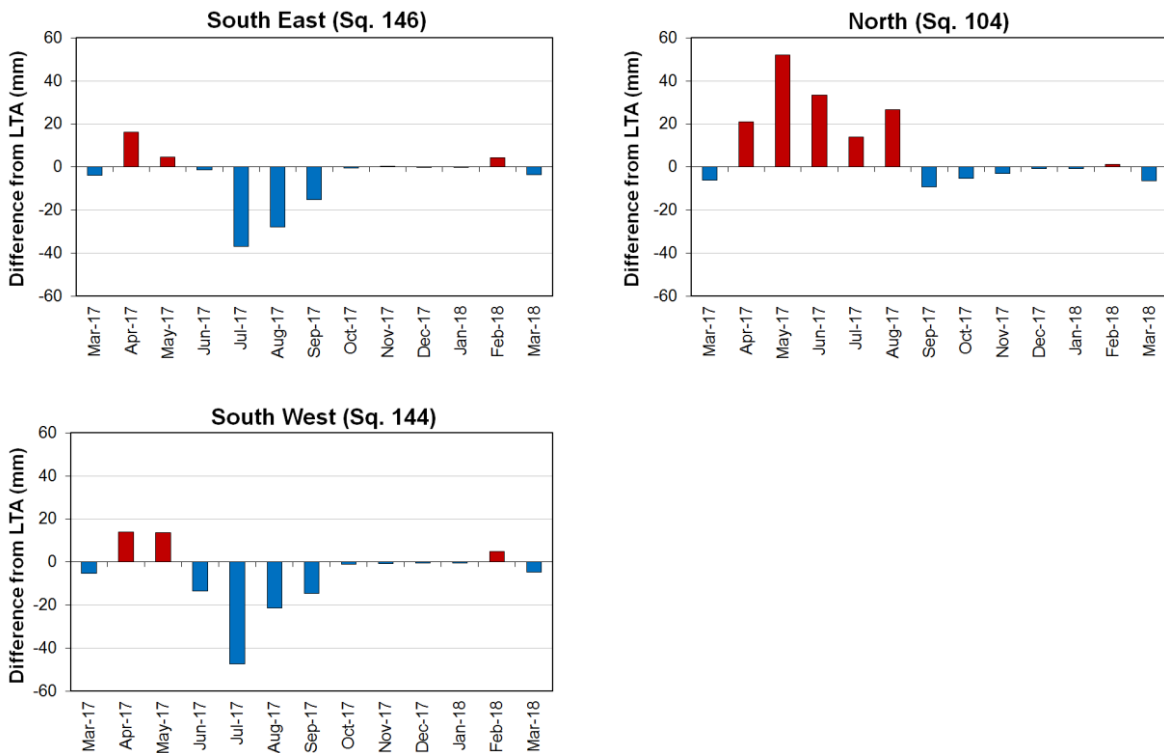 South East (Sq. 146)
Difference from LTA (mm)
60
40
20
0
-20
-40
-60
Mar-17
Apr-17
May-17
Jun-17
Jul-17
Aug-17
Sep-17
Oct-17
Nov-17
Dec-17
Jan-18
Feb-18
Mar-18
North (Sq. 104)
Difference from LTA (mm)
60
40
20
0
-20
-40
-60
Mar-17
Apr-17
May-17
Jun-17
Jul-17
Aug-17
Sep-17
Oct-17
Nov-17
Dec-17
Jan-18
Feb-18
Mar-18
South West (Sq. 144)
Difference from LTA (mm)
60
40
20
0
-20
-40
-60
Mar-17
Apr-17
May-17
Jun-17
Jul-17
Aug-17
Sep-17
Oct-17
Nov-17
Dec-17
Jan-18
Feb-18
Mar-18